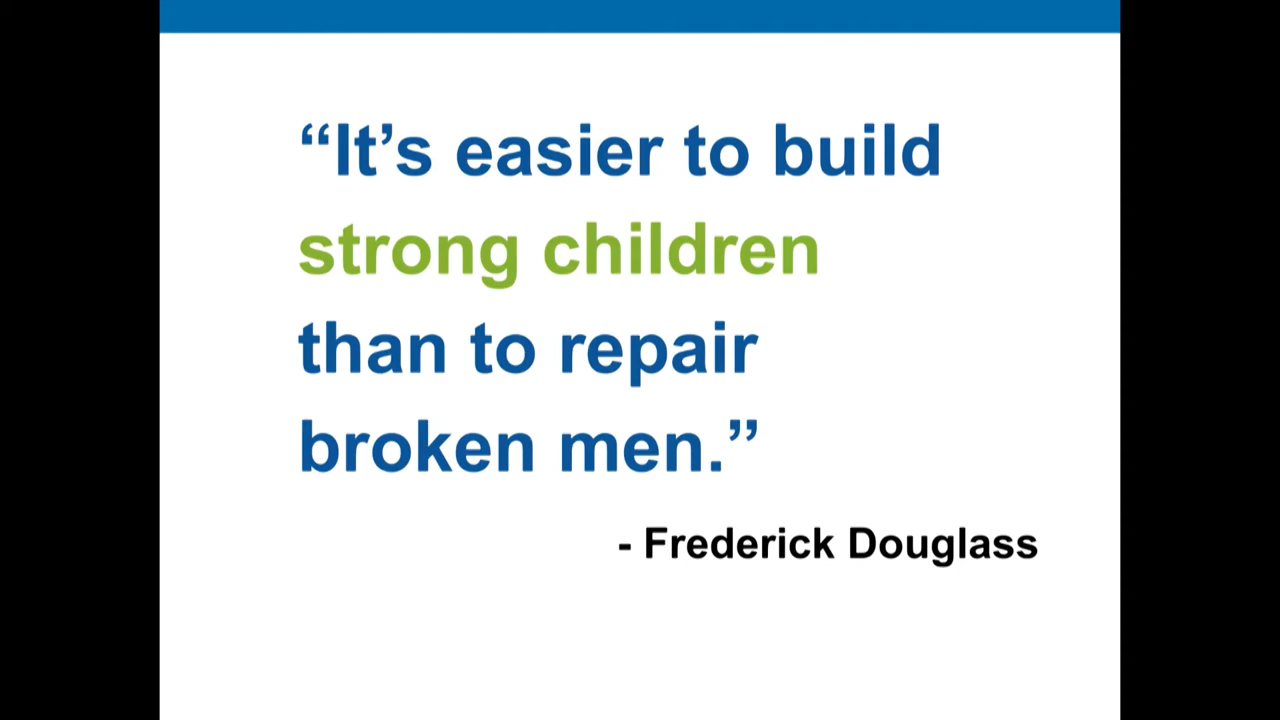 “It’s easier to build
strong children
than to repair
broken men.”
- Frederick Douglass